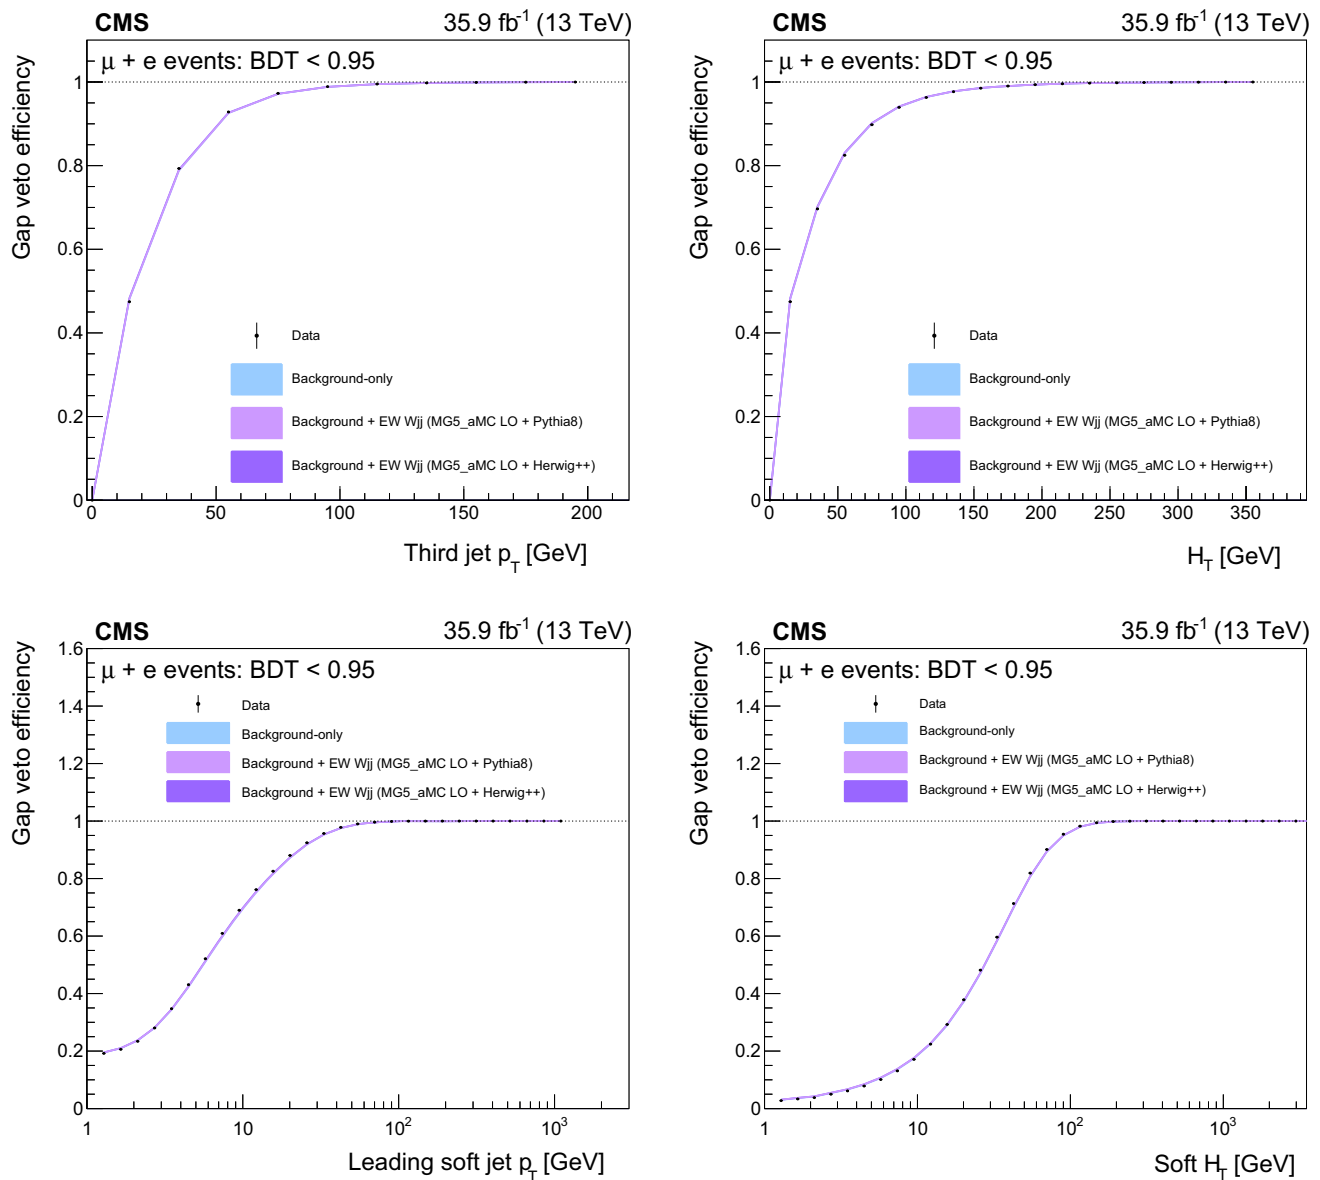 CMS 35.9 fb-1 (13 TeV)
μ + e events: BDT < 0.95
Gap veto efficiency
1
0.8
0.6
0.4
0.2
0
Data
Background-only
Background + EW Wjj (MG5_aMC LO + Pythia8)
Background + EW Wjj (MG5_aMC LO + Herwig++)
0 50 100 150 200
Third jet pT [GeV]
CMS 35.9 fb-1 (13 TeV)
μ + e events: BDT < 0.95
Gap veto efficiency
1
0.8
0.6
0.4
0.2
0
Data
Background-only
Background + EW Wjj (MG5_aMC LO + Pythia8)
Background + EW Wjj (MG5_aMC LO + Herwig++)
0 50 100 150 200 250 300 350
HT [GeV]
CMS 35.9 fb-1 (13 TeV)
μ + e events: BDT < 0.95
Gap veto efficiency
1.6
1.4
1.2
1
0.8
0.6
0.4
0.2
0
Data
Background-only
Background + EW Wjj (MG5_aMC LO + Pythia8)
Background + EW Wjj (MG5_aMC LO + Herwig++)
1 10 10² 10³
Leading soft jet pT [GeV]
CMS 35.9 fb-1 (13 TeV)
μ + e events: BDT < 0.95
Gap veto efficiency
1.6
1.4
1.2
1
0.8
0.6
0.4
0.2
0
Data
Background-only
Background + EW Wjj (MG5_aMC LO + Pythia8)
Background + EW Wjj (MG5_aMC LO + Herwig++)
1 10 10² 10³
Soft HT [GeV]